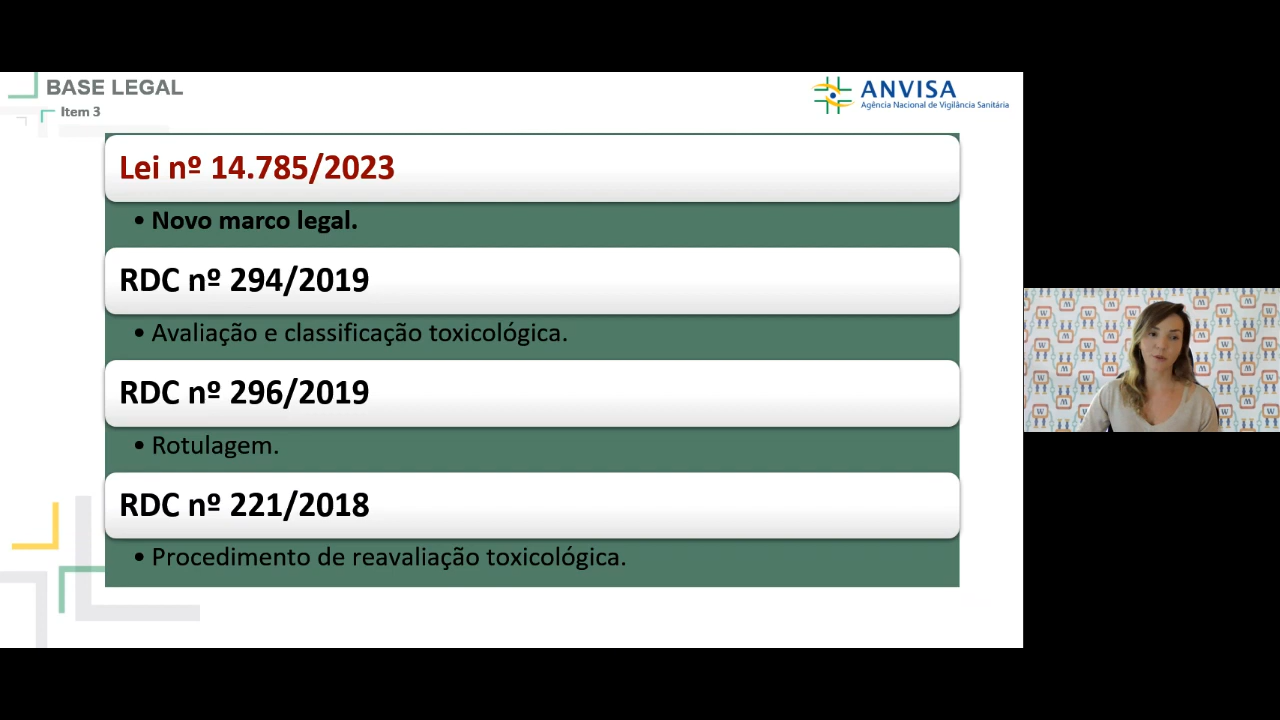 BASE LEGAL
Item 3
ANVISA
Agência Nacional de Vigilância Sanitária
Lei nº 14.785/2023
• Novo marco legal.
RDC nº 294/2019
• Avaliação e classificação toxicológica.
RDC nº 296/2019
• Rotulagem.
RDC nº 221/2018
• Procedimento de reavaliação toxicológica.